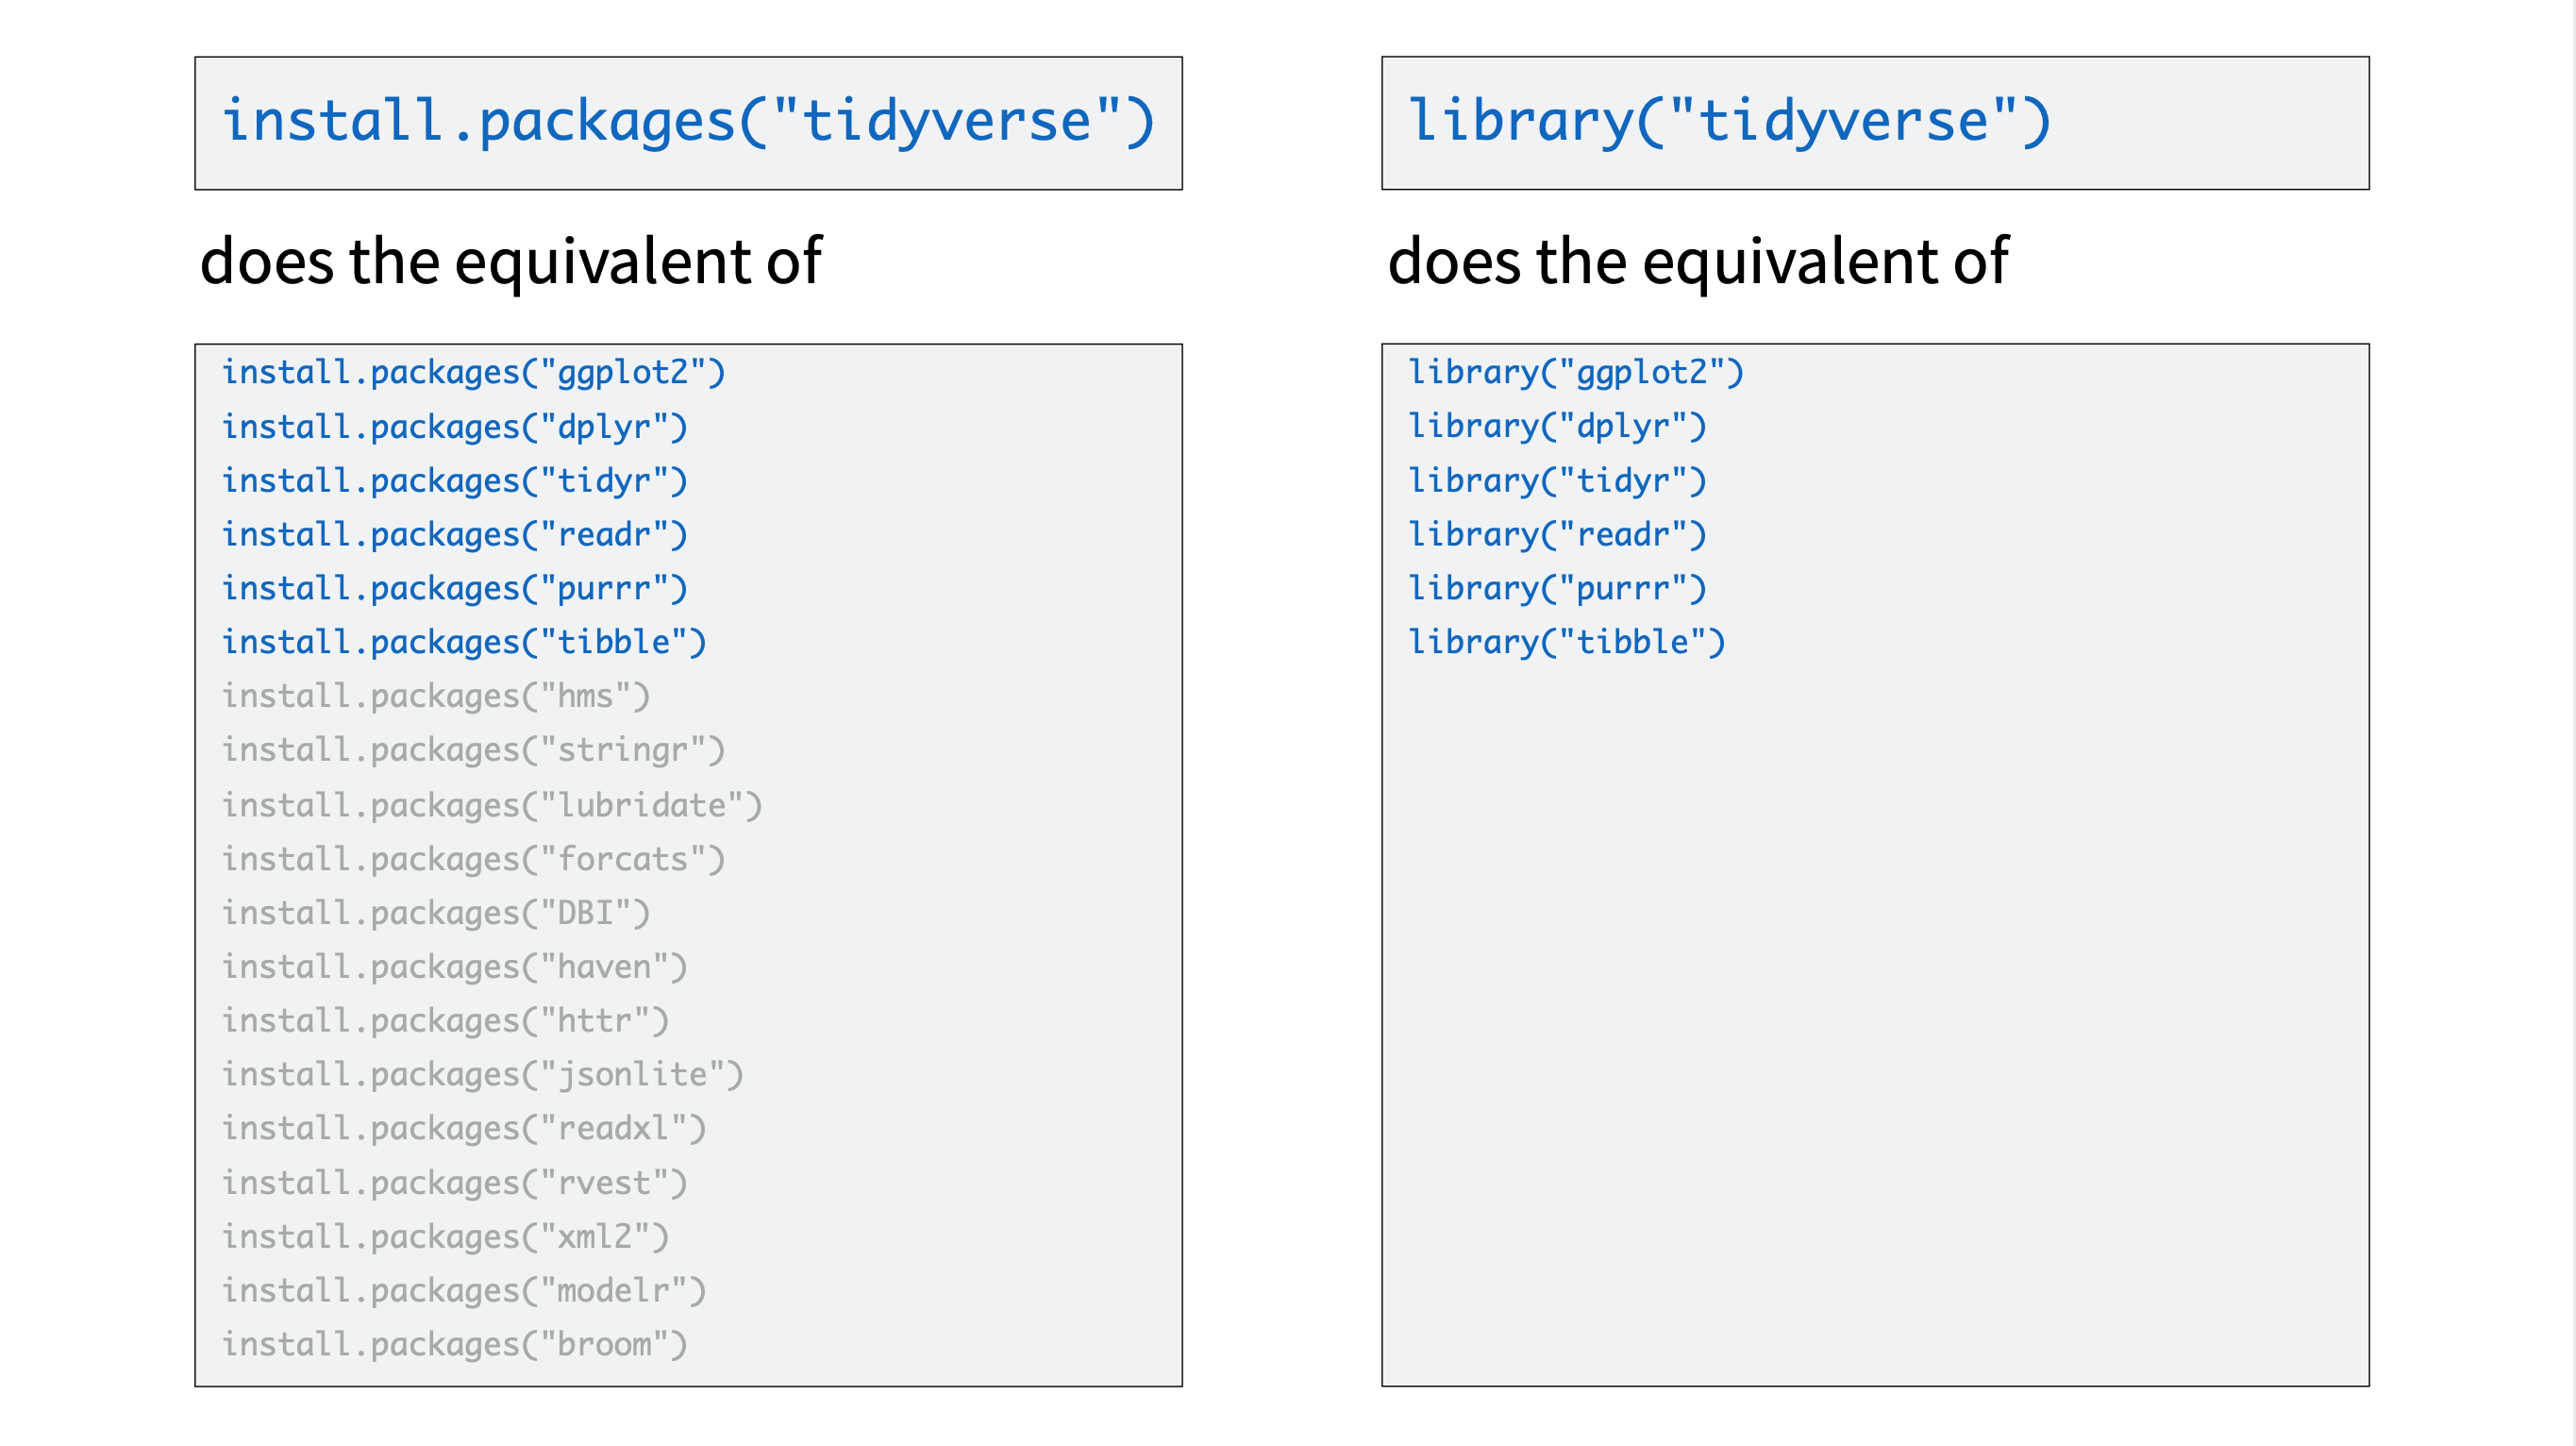 install.packages("tidyverse")
does the equivalent of
install.packages("ggplot2")
install.packages("dplyr")
install.packages("tidyr")
install.packages("readr")
install.packages("purrr")
install.packages("tibble")
install.packages("hms")
install.packages("stringr")
install.packages("lubridate")
install.packages("forcats")
install.packages("DBI")
install.packages("haven")
install.packages("httr")
install.packages("jsonlite")
install.packages("readxl")
install.packages("rvest")
install.packages("xml2")
install.packages("modelr")
install.packages("broom")
library("tidyverse")
does the equivalent of
library("ggplot2")
library("dplyr")
library("tidyr")
library("readr")
library("purrr")
library("tibble")